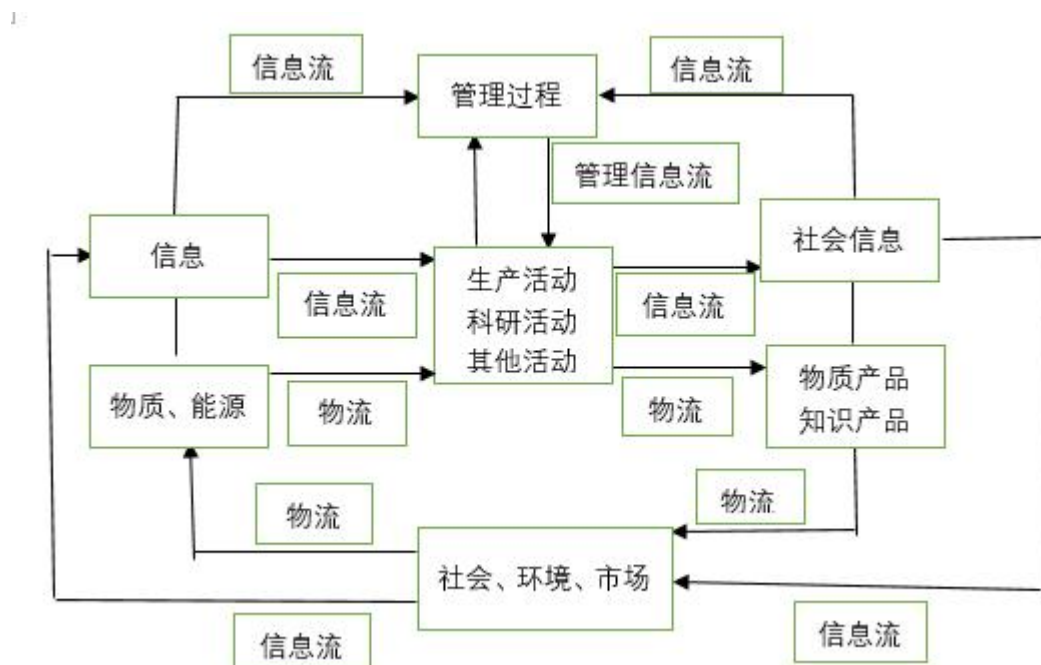 信息流
信息流
管理过程
管理信息流
信息
社会信息
生产活动
科研活动
其他活动
信息流
信息流
物质、能源
物流
物流
物质产品
知识产品
物流
物流
社会、环境、市场
信息流
信息流